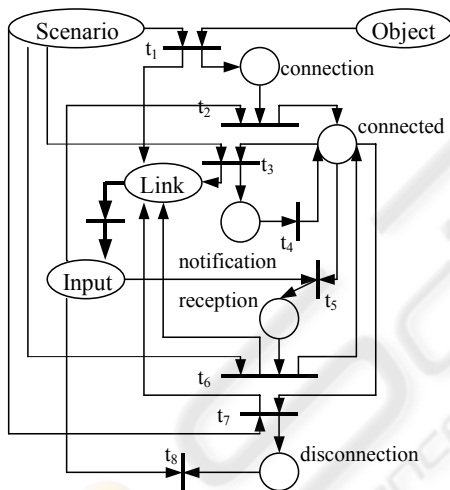 Scenario
Object
t1
connection
t2
connected
t3
Link
t4
notification
Input
t5
reception
t6
t7
disconnection
t8